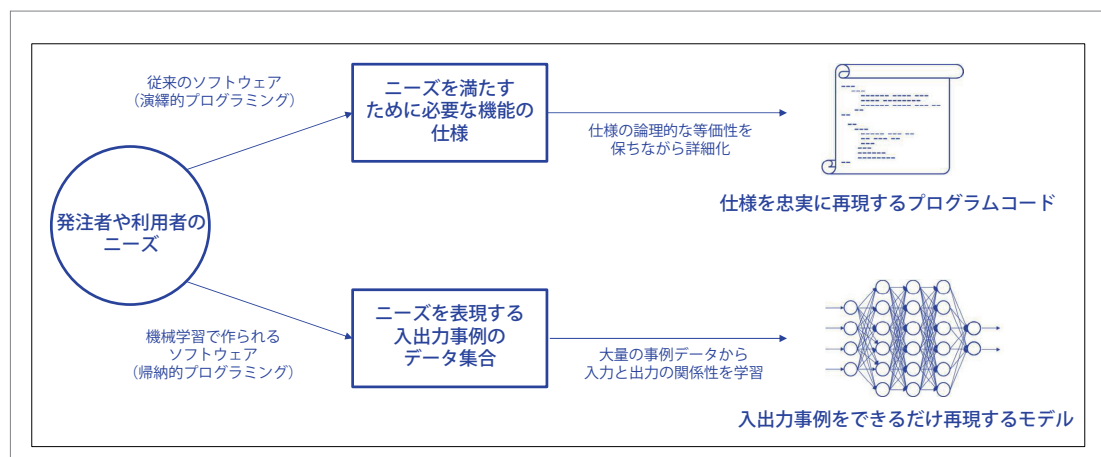 従来のソフトウェア
（演繹的プログラミング）
ニーズを満たす
ために必要な機能の
仕様
仕様の論理的な等価性を
保ちながら詳細化
仕様を忠実に再現するプログラムコード
発注者や利用者の
ニーズ
機械学習で作られる
ソフトウェア
（帰納的プログラミング）
ニーズを表現する
入出力事例の
データ集合
大量の事例データから
入力と出力の関係性を学習
入出力事例をできるだけ再現するモデル